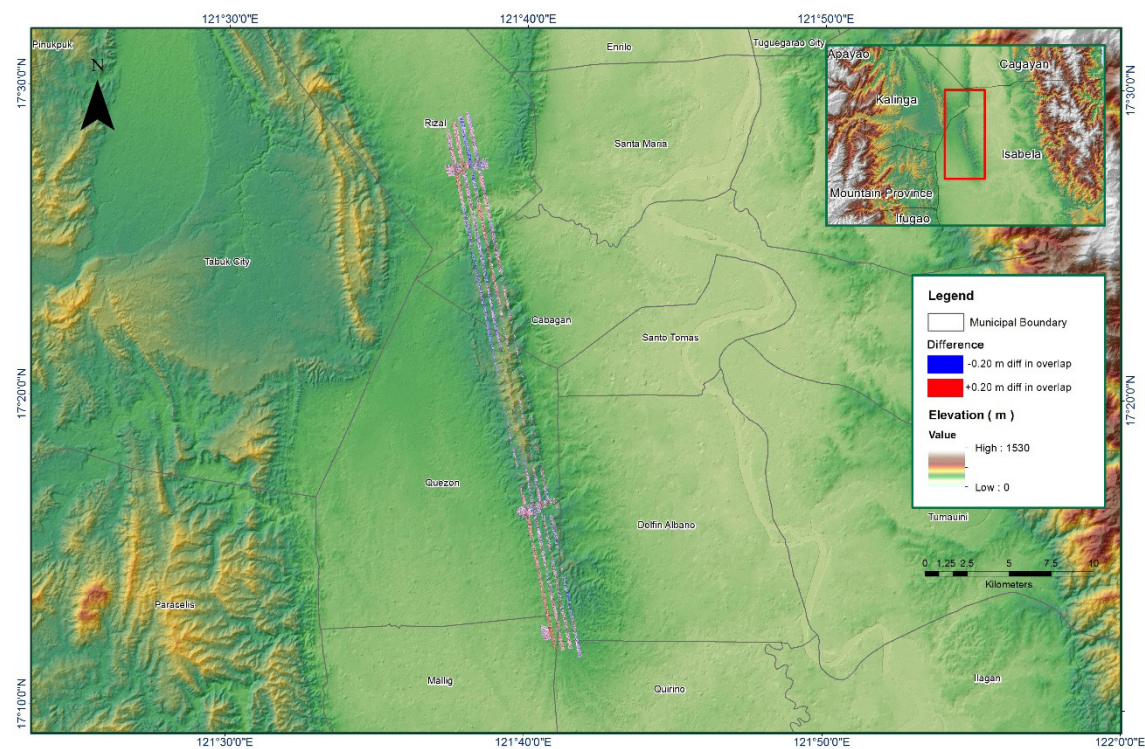 121°30'0"E
121°40'0"E
121°50'0"E
Pinukpuk
Enrilo
Tuguegarao City
N
Apayao
Cagayan
Kalinga
Isabela
Mountain Province
Ifugao
17°30'0"N
17°30'0"N
Rizal
Santa Maria
Tabuk City
Cabagan
Santo Tomas
Legend
Municipal Boundary
Difference
-0.20 m diff in overlap
+0.20 m diff in overlap
Elevation ( m )
Value
High : 1530
Low : 0
17°20'0"N
17°20'0"N
Quezon
Delfin Albano
Tumauini
0 1.25 2.5 5 7.5 10
Kilometers
Paracelis
Mallig
Quirino
Ilagan
17°10'0"N
17°10'0"N
121°30'0"E
121°40'0"E
121°50'0"E
122°0'0"E